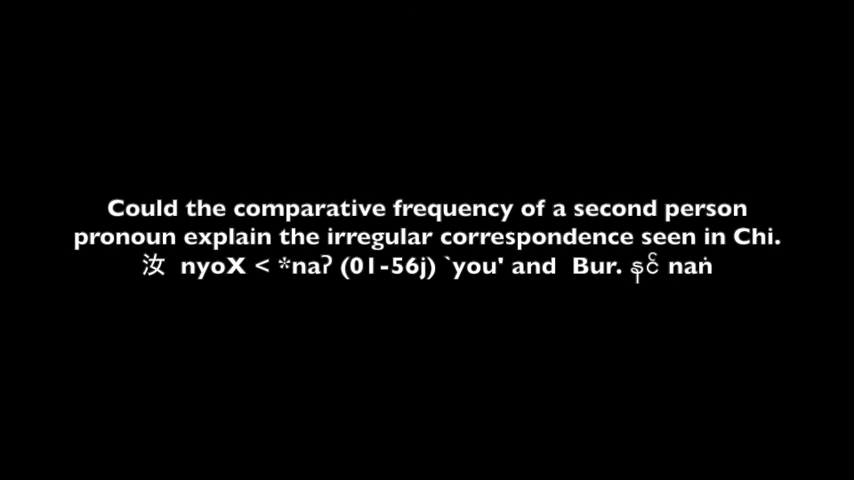 Could the comparative frequency of a second person
pronoun explain the irregular correspondence seen in Chi.
汝 nyoX < *naʔ (01-56j) `you' and Bur. နင် naṅ